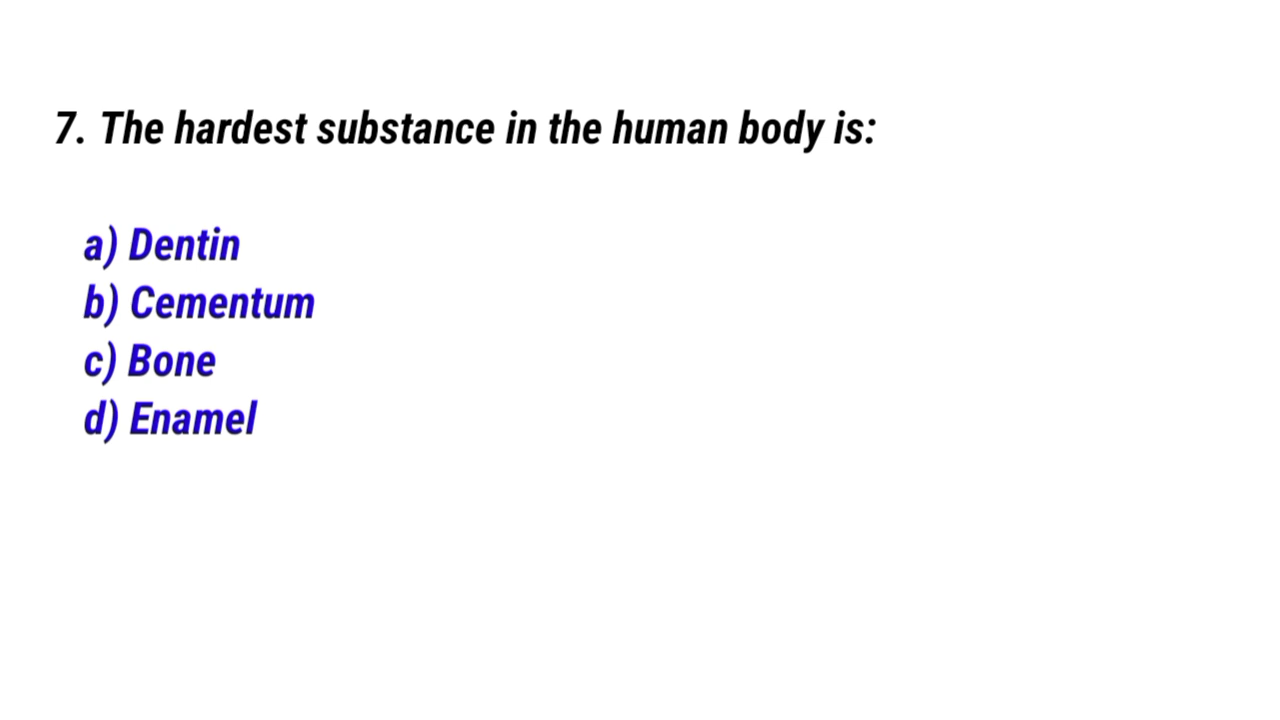 7. The hardest substance in the human body is:
a) Dentin
b) Cementum
c) Bone
d) Enamel